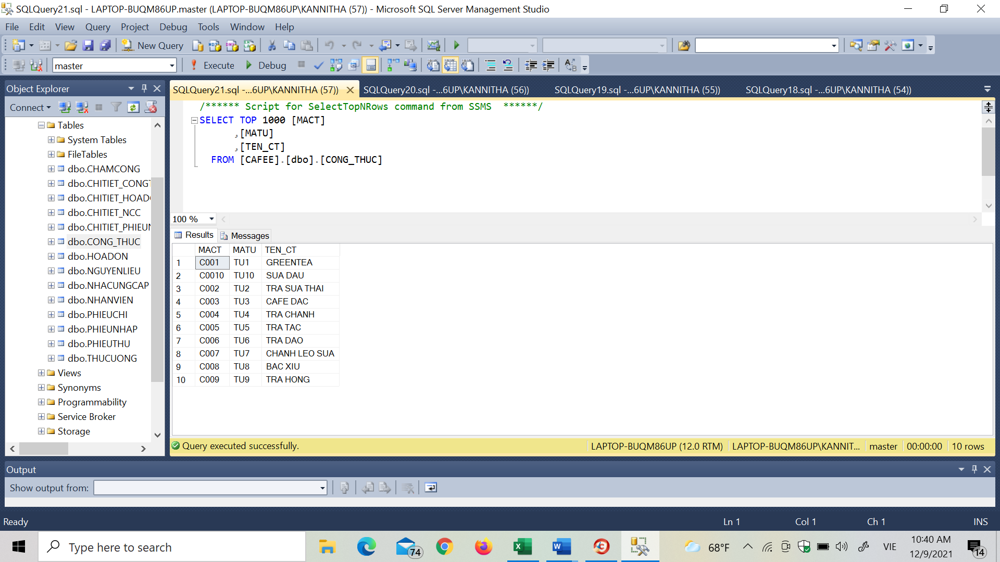 SQLQuery21.sql - LAPTOP-BUQM86UP.master (LAPTOP-BUQM86UP\KANNITHA (57)) - Microsoft SQL Server Management Studio
File Edit View Query Project Debug Tools Window Help
New Query
master Execute Debug
Object Explorer
Connect
Tables
System Tables
FileTables
dbo.CHAMCONG
dbo.CHITIET_CONGT
dbo.CHITIET_HOAD
dbo.CHITIET_NCC
dbo.CHITIET_PHIEUN
dbo.CONG_THUC
dbo.HOADON
dbo.NGUYENLIEU
dbo.NHACUNGCAP
dbo.NHANVIEN
dbo.PHIEUCHI
dbo.PHIEUNHAP
dbo.PHIEUTHU
dbo.THUCUONG
Views
Synonyms
Programmability
Service Broker
Storage
SQLQuery21.sql -...6UP\KANNITHA (57)) SQLQuery20.sql -...6UP\KANNITHA (56)) SQLQuery19.sql -...6UP\KANNITHA (55)) SQLQuery18.sql -...6UP\KANNITHA (54))
/****** Script for SelectTopNRows command from SSMS ******/
SELECT TOP 1000 [MACT]
,[MATU]
,[TEN_CT]
FROM [CAFEE].[dbo].[CONG_THUC]
100 %
Results Messages
MACT MATU TEN_CT
1 C001 TU1 GREENTEA
2 C0010 TU10 SUA DAU
3 C002 TU2 TRA SUA THAI
4 C003 TU3 CAFE DAC
5 C004 TU4 TRA CHANH
6 C005 TU5 TRA TAC
7 C006 TU6 TRA DAO
8 C007 TU7 CHANH LEO SUA
9 C008 TU8 BAC XIU
10 C009 TU9 TRA HONG
Query executed successfully. LAPTOP-BUQM86UP (12.0 RTM) LAPTOP-BUQM86UP\KANNIT... master 00:00:00 10 rows
Output
Show output from:
Ready Ln 1 Col 1 Ch 1 INS
Type here to search 74 68°F VIE 10:40 AM
12/9/2021 14